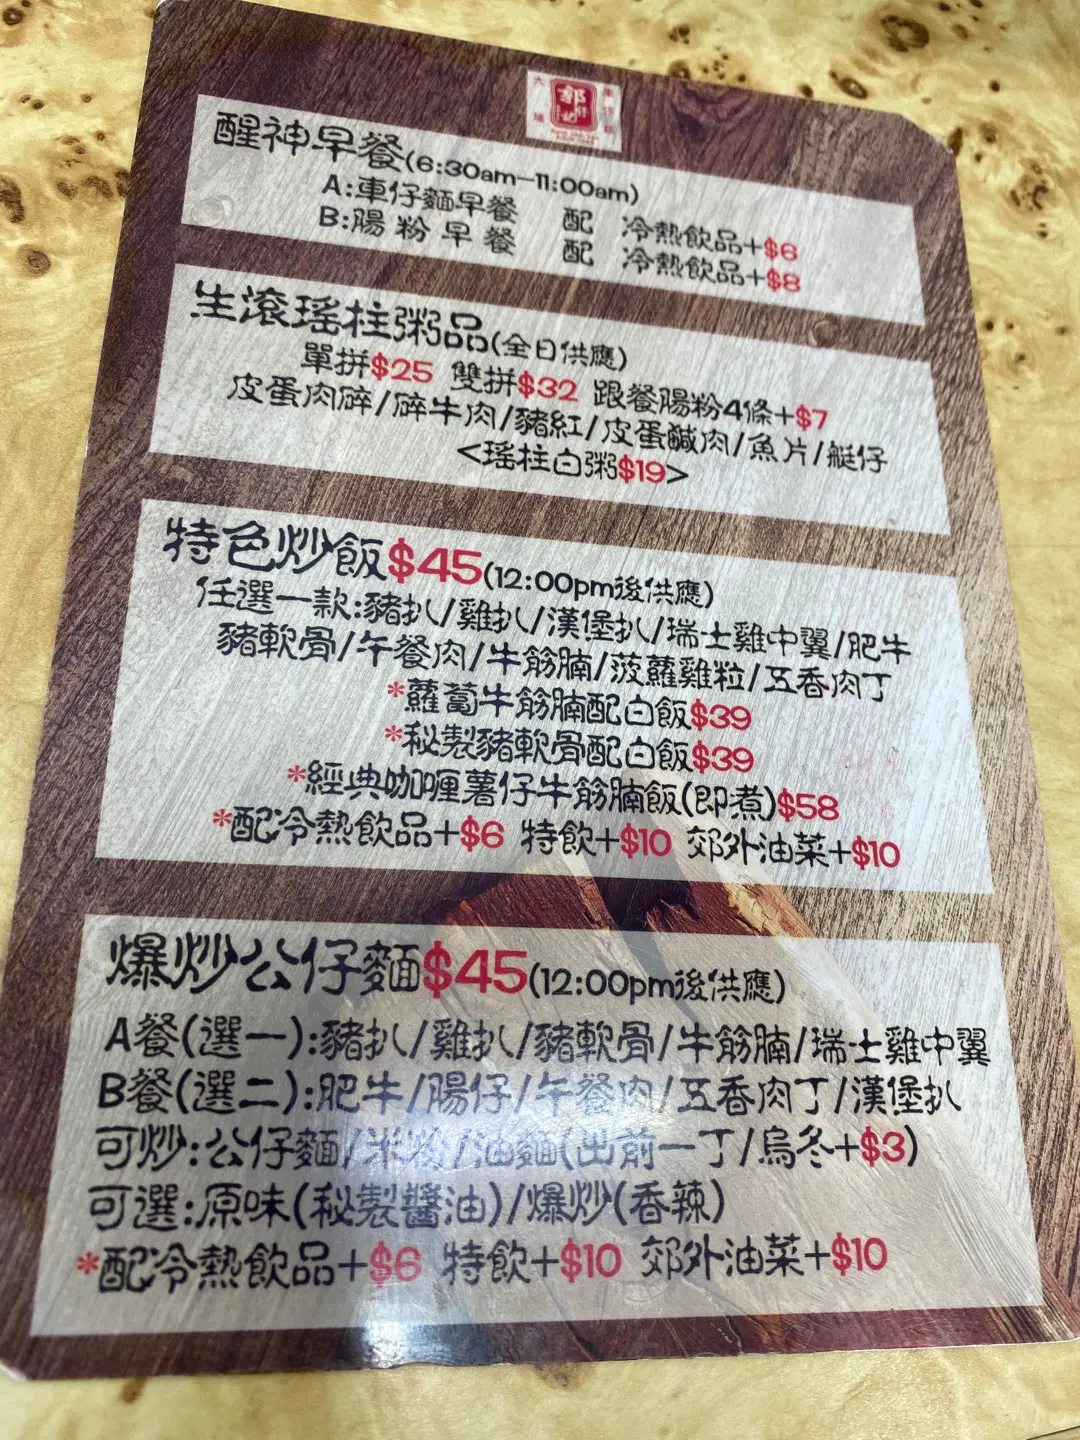 大埔
郭仔記
車仔麵
醒神早餐(6:30am—11:00am)
A:車仔麵早餐 配 冷熱飲品+$6
B:腸粉早餐 配 冷熱飲品+$8
生滾瑤柱粥品(全日供應)
單拼$25 雙拼$32 跟餐腸粉4條+$7
皮蛋肉碎/碎牛肉/豬紅/皮蛋鹹肉/魚片/艇仔
<瑤柱白粥$19>
特色炒飯$45(12:00pm後供應)
任選一款:豬扒/雞扒/漢堡扒/瑞士雞中翼/肥牛
豬軟骨/午餐肉/牛筋腩/菠蘿雞粒/五香肉丁
*蘿蔔牛筋腩配白飯$39
*秘製豬軟骨配白飯$39
*經典咖喱薯仔牛筋腩飯(即煮)$58
*配冷熱飲品+$6 特飲+$10 郊外油菜+$10
爆炒公仔麵$45(12:00pm後供應)
A餐(選一):豬扒/雞扒/豬軟骨/牛筋腩/瑞士雞中翼
B餐(選二):肥牛/腸仔/午餐肉/五香肉丁/漢堡扒
可炒:公仔麵/米粉/油麵(出前一丁/烏冬+$3)
可選:原味(秘製醬油)/爆炒(香辣)
*配冷熱飲品+$6 特飲+$10 郊外油菜+$10